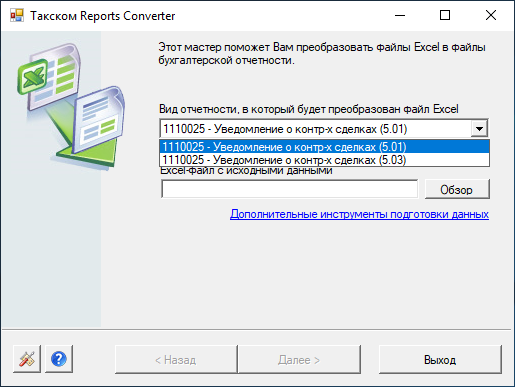 Такском Reports Converter
Этот мастер поможет Вам преобразовать файлы Excel в файлы
бухгалтерской отчетности.
Вид отчетности, в который будет преобразован файл Excel
1110025 - Уведомление о контр-х сделках (5.01)
1110025 - Уведомление о контр-х сделках (5.01)
1110025 - Уведомление о контр-х сделках (5.03)
Excel-файл с исходными данными
Обзор
Дополнительные инструменты подготовки данных
< Назад
Далее >
Выход